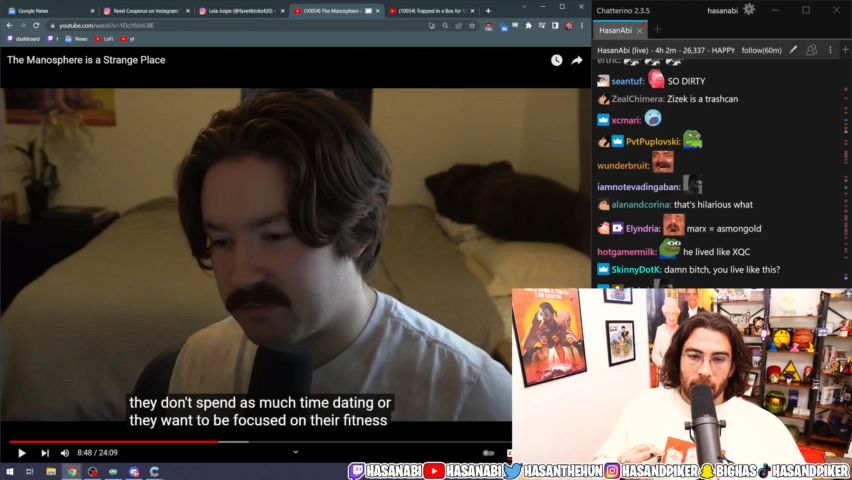 Google News
Reed Cooperus on Instagram:
Leia Jospe (@favetiktoks420)
(10054) The Manosphere i
(10054) Trapped in a Box for 1
youtube.com/watch?v=YDcJYbhtUBE
dashboard
t
News
LoFi
yt
The Manosphere is a Strange Place
they don't spend as much time dating or
they want to be focused on their fitness
8:48 / 24:09
Chatterino 2.3.5
hasanabi
HasanAbi
HasanAbi (live) - 4h 2m - 26,337 - HAPPY
follow(60m)
seantuf: SO DIRTY
ZealChimera: Zizek is a trashcan
xcmari:
PvtPuplovski:
wunderbruit:
iamnotevadingaban:
alanandcorina: that's hilarious what
Elyndria: marx = asmongold
hotgamermilk: he lived like XQC
SkinnyDotK: damn bitch, you live like this?
HASANABI
HASANABI
HASANTHEHUN
HASANDPIKER
BIGHAS
HASANDPIKER